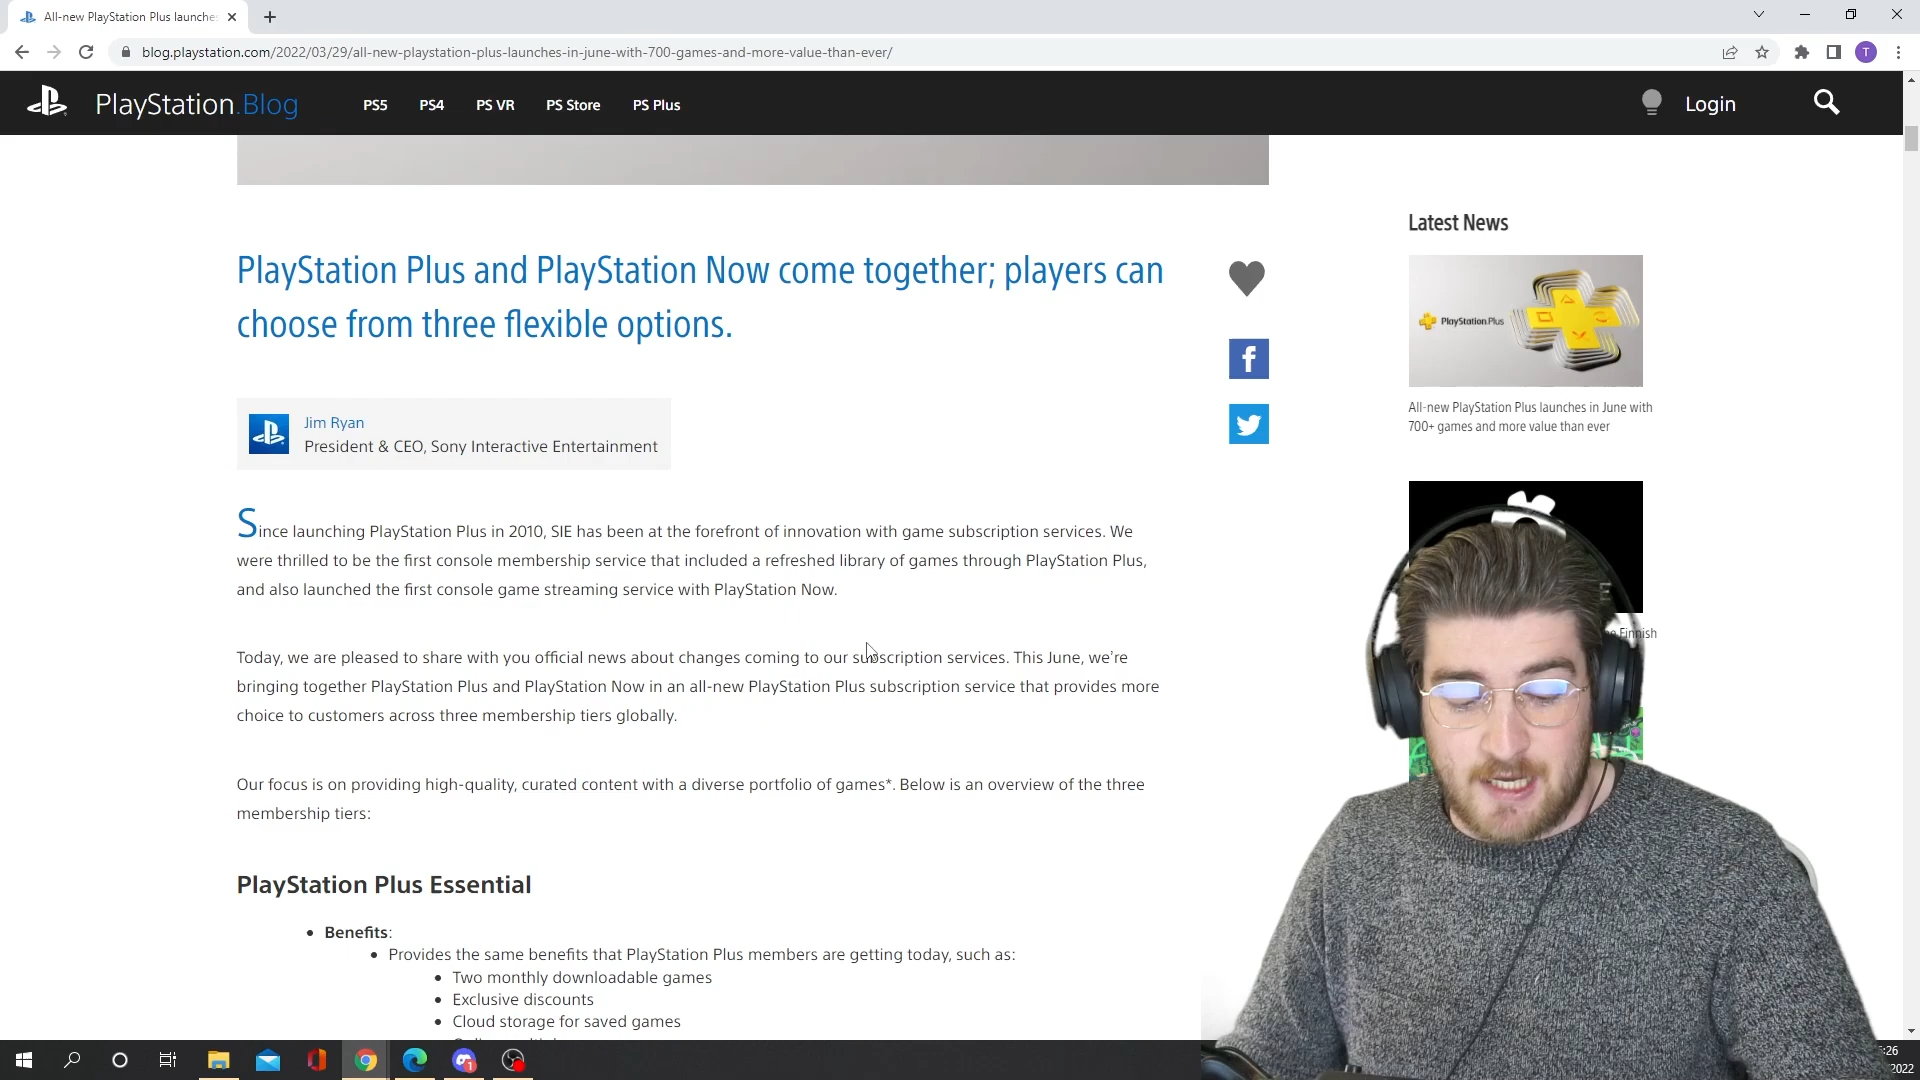 All-new PlayStation Plus launches
blog.playstation.com/2022/03/29/all-new-playstation-plus-launches-in-june-with-700-games-and-more-value-than-ever/
T
PlayStation.Blog
PS5
PS4
PS VR
PS Store
PS Plus
Login
PlayStation Plus and PlayStation Now come together; players can
choose from three flexible options.
Jim Ryan
President & CEO, Sony Interactive Entertainment
Since launching PlayStation Plus in 2010, SIE has been at the forefront of innovation with game subscription services. We
were thrilled to be the first console membership service that included a refreshed library of games through PlayStation Plus,
and also launched the first console game streaming service with PlayStation Now.
Today, we are pleased to share with you official news about changes coming to our subscription services. This June, we’re
bringing together PlayStation Plus and PlayStation Now in an all-new PlayStation Plus subscription service that provides more
choice to customers across three membership tiers globally.
Our focus is on providing high-quality, curated content with a diverse portfolio of games*. Below is an overview of the three
membership tiers:
PlayStation Plus Essential
• Benefits:
• Provides the same benefits that PlayStation Plus members are getting today, such as:
• Two monthly downloadable games
• Exclusive discounts
• Cloud storage for saved games
Latest News
PlayStation.Plus
All-new PlayStation Plus launches in June with
700+ games and more value than ever
Finnish
1
:26
2022